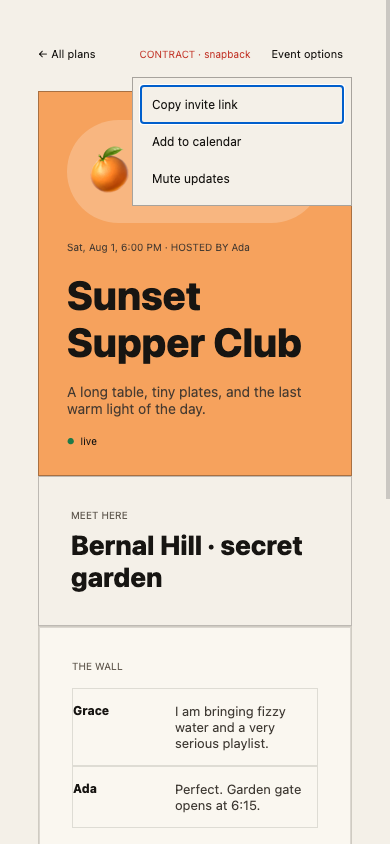 ← All plans
CONTRACT · snapback
Event options
Copy invite link
Add to calendar
Mute updates
Sat, Aug 1, 6:00 PM · HOSTED BY Ada
Sunset
Supper Club
A long table, tiny plates, and the last
warm light of the day.
live
MEET HERE
Bernal Hill · secret
garden
THE WALL
Grace
I am bringing fizzy
water and a very
serious playlist.
Ada
Perfect. Garden gate
opens at 6:15.